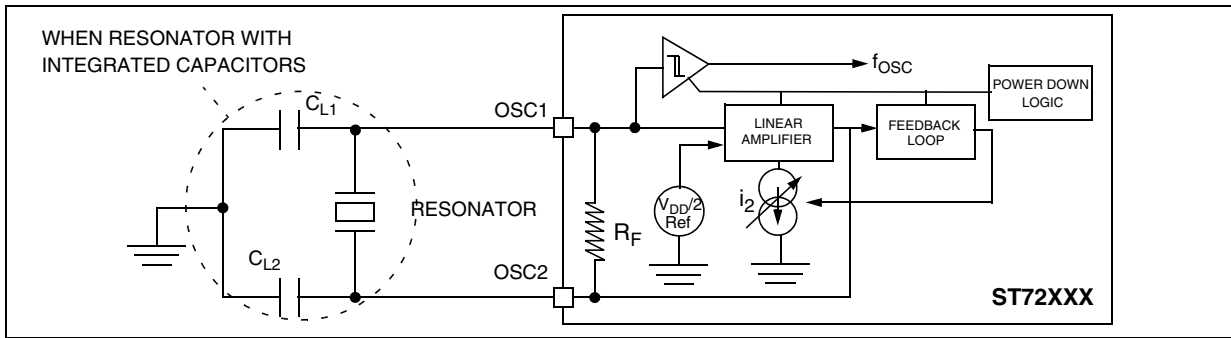 WHEN RESONATOR WITH
INTEGRATED CAPACITORS
CL1
OSC1
fOSC
POWER DOWN
LOGIC
LINEAR
AMPLIFIER
FEEDBACK
LOOP
RESONATOR
RF
VDD/2
Ref
i2
CL2
OSC2
ST72XXX